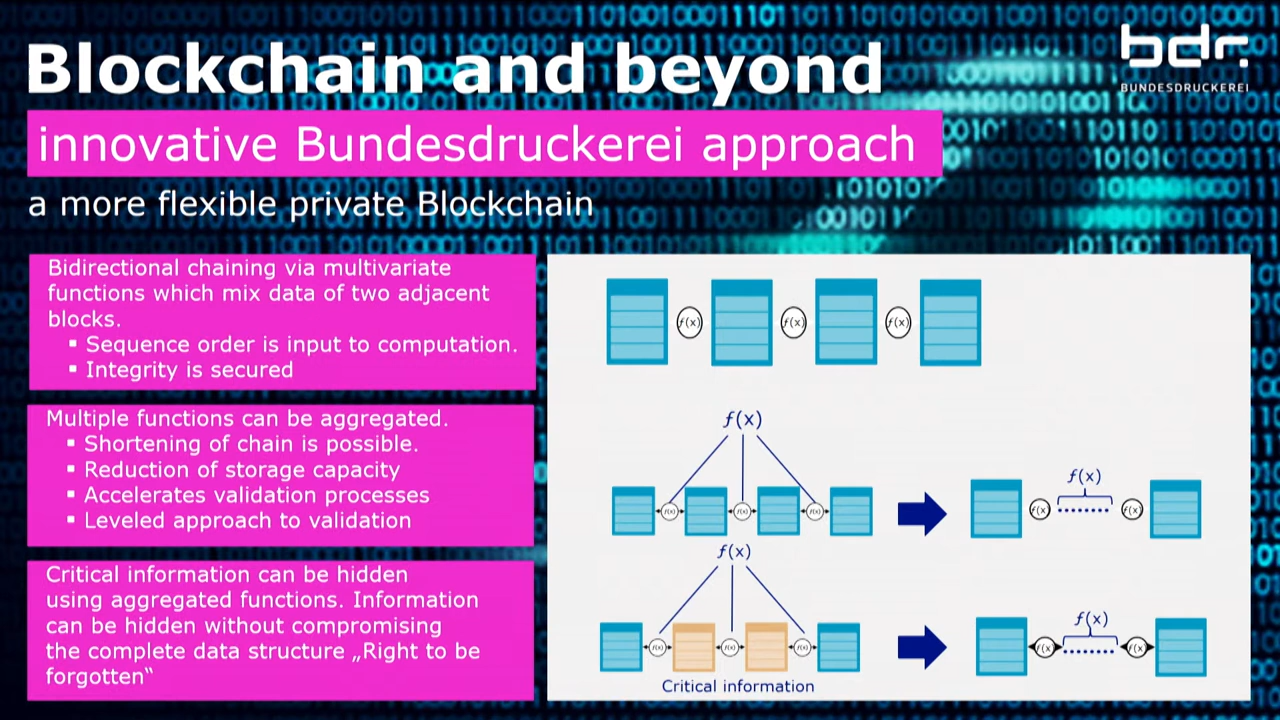 Blockchain and beyond
bdr.
BUNDESDRUCKEREI
innovative Bundesdruckerei approach
a more flexible private Blockchain
Bidirectional chaining via multivariate
functions which mix data of two adjacent
blocks.
▪ Sequence order is input to computation.
▪ Integrity is secured
Multiple functions can be aggregated.
▪ Shortening of chain is possible.
▪ Reduction of storage capacity
▪ Accelerates validation processes
▪ Leveled approach to validation
Critical information can be hidden
using aggregated functions. Information
can be hidden without compromising
the complete data structure „Right to be
forgotten“
f(x) f(x) f(x)
f(x)
f(x) f(x) f(x)
f(x)
f(x) f(x)
f(x)
f(x) f(x) f(x)
Critical information
f(x)
f(x) f(x)